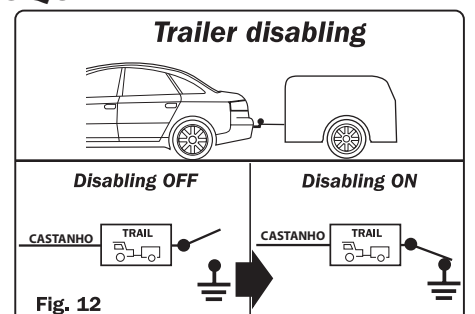 Trailer disabling
Disabling OFF
Disabling ON
CASTANHO
TRAIL
CASTANHO
TRAIL
Fig. 12